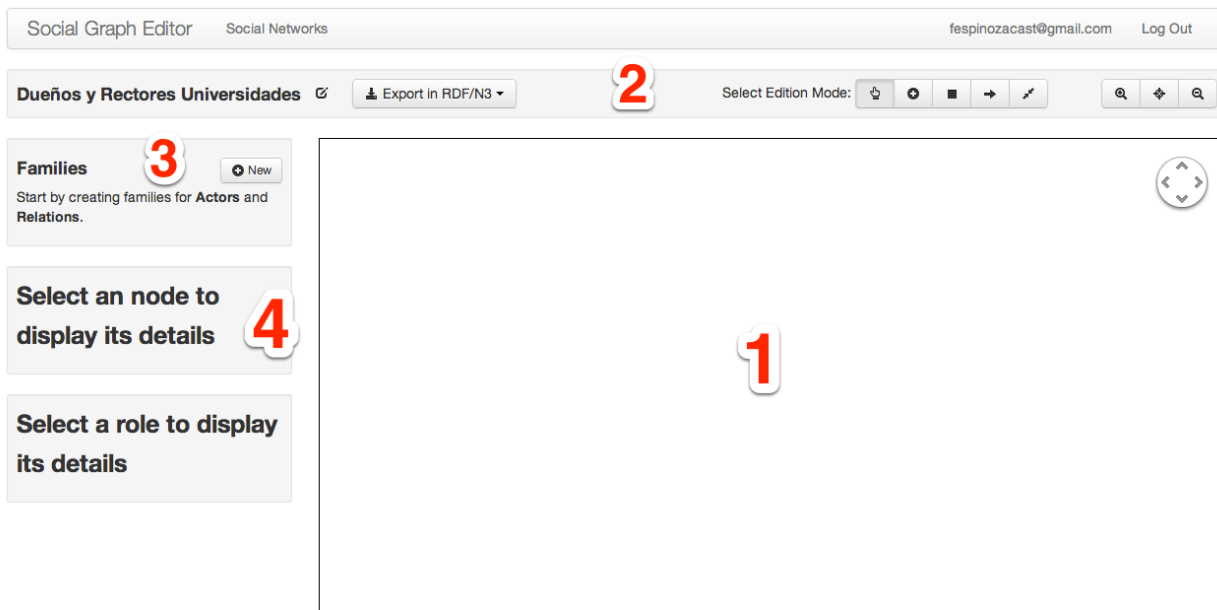 Social Graph Editor Social Networks fespinozacast@gmail.com Log Out
Dueños y Rectores Universidades Export in RDF/N3 2 Select Edition Mode:
Families 3 New
Start by creating families for Actors and
Relations.
Select an node to
display its details
4
1
Select a role to display
its details